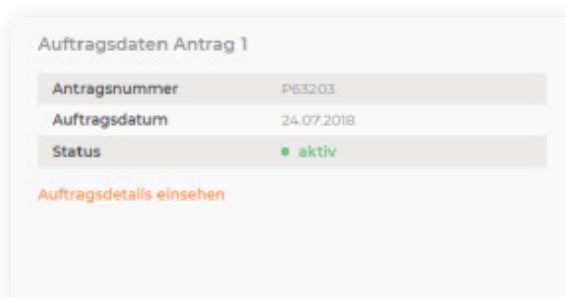 Auftragsdaten Antrag 1
Antragsnummer P63203
Auftragsdatum 24.07.2018
Status aktiv
Auftragsdetails einsehen